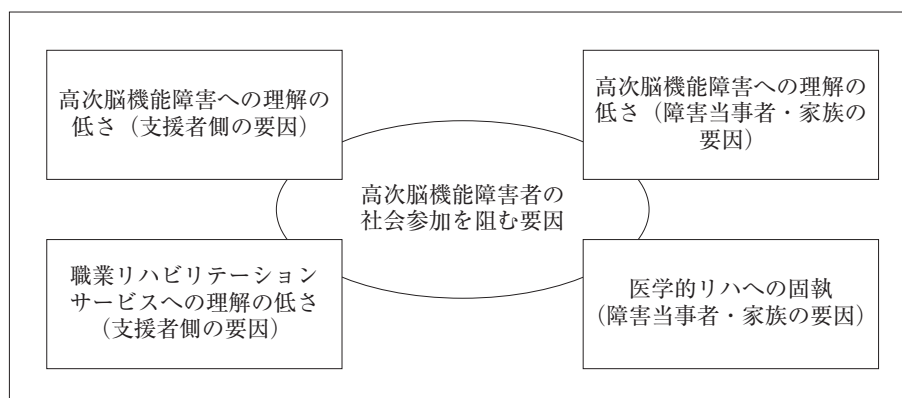 高次脳機能障害への理解の
低さ（支援者側の要因）
高次脳機能障害への理解の
低さ（障害当事者・家族の
要因）
高次脳機能障害者の
社会参加を阻む要因
職業リハビリテーション
サービスへの理解の低さ
（支援者側の要因）
医学的リハへの固執
（障害当事者・家族の要因）